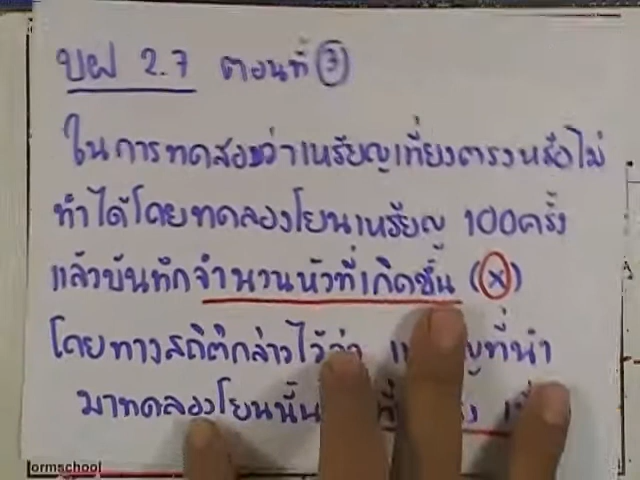 บฝ 2.7 ตอนที่ 3
ในการทดสอบว่าเหรียญเที่ยงตรงหรือไม่
ทำได้โดยทดลองโยนเหรียญ 100 ครั้ง
แล้วบันทึกจำนวนหัวที่เกิดขึ้น (x)
โดยทางสถิติกล่าวไว้ว่า ที่นำ
มาทดลองโยนนั้น
ormschool